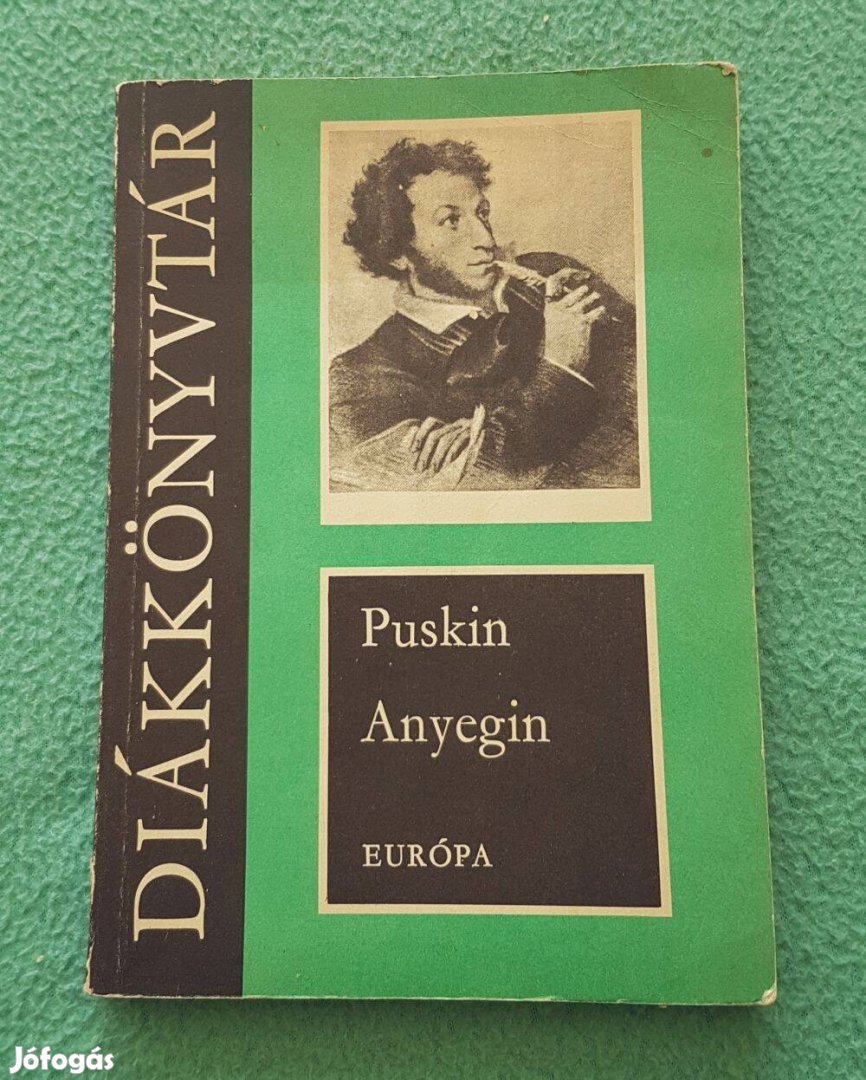 DIÁKKÖNYVTÁR
Puskin
Anyegin
EURÓPA
Jófogás